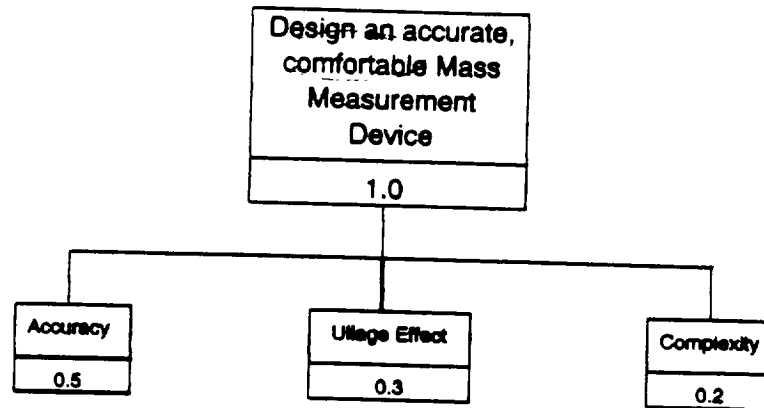 Design an accurate,
comfortable Mass
Measurement
Device
1.0
Accuracy
0.5
Ullage Effect
0.3
Complexity
0.2